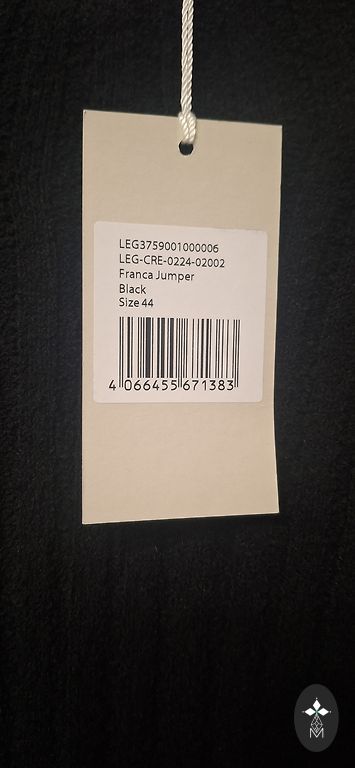 LEG3759001000006
LEG-CRE-0224-02002
Franca Jumper
Black
Size 44
4 066455 671383
M